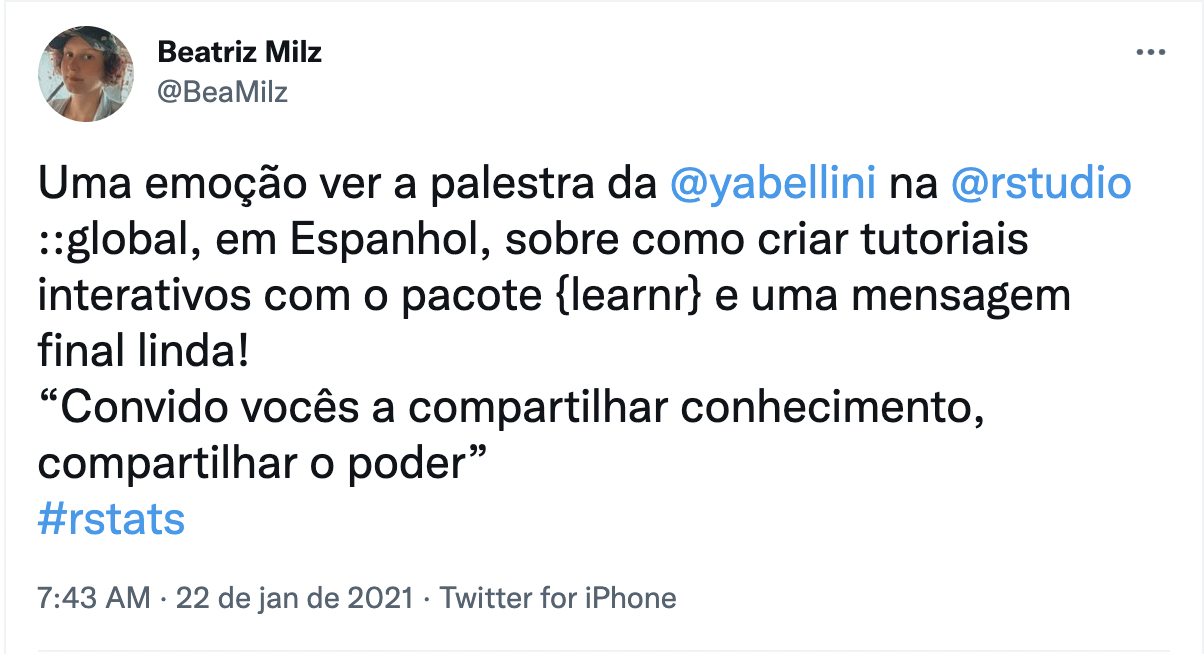 Beatriz Milz
@BeaMilz
Uma emoção ver a palestra da @yabellini na @rstudio
::global, em Espanhol, sobre como criar tutoriais
interativos com o pacote {learnr} e uma mensagem
final linda!
“Convido vocês a compartilhar conhecimento,
compartilhar o poder”
#rstats
7:43 AM · 22 de jan de 2021 · Twitter for iPhone